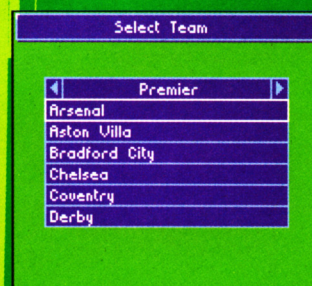 Select Team
Premier
Arsenal
Aston Villa
Bradford City
Chelsea
Coventry
Derby